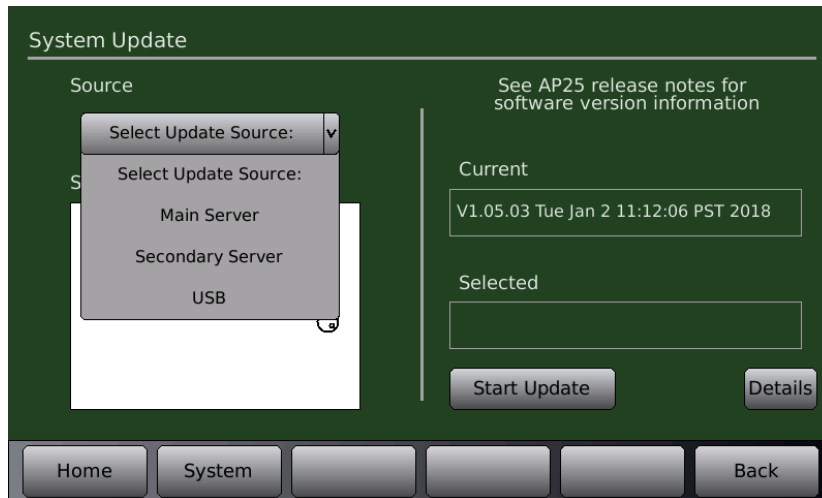 System Update
Source
Select Update Source:
v
Select Update Source:
Main Server
Secondary Server
USB
S
See AP25 release notes for
software version information
Current
V1.05.03 Tue Jan 2 11:12:06 PST 2018
Selected
Start Update
Details
Home
System
Back